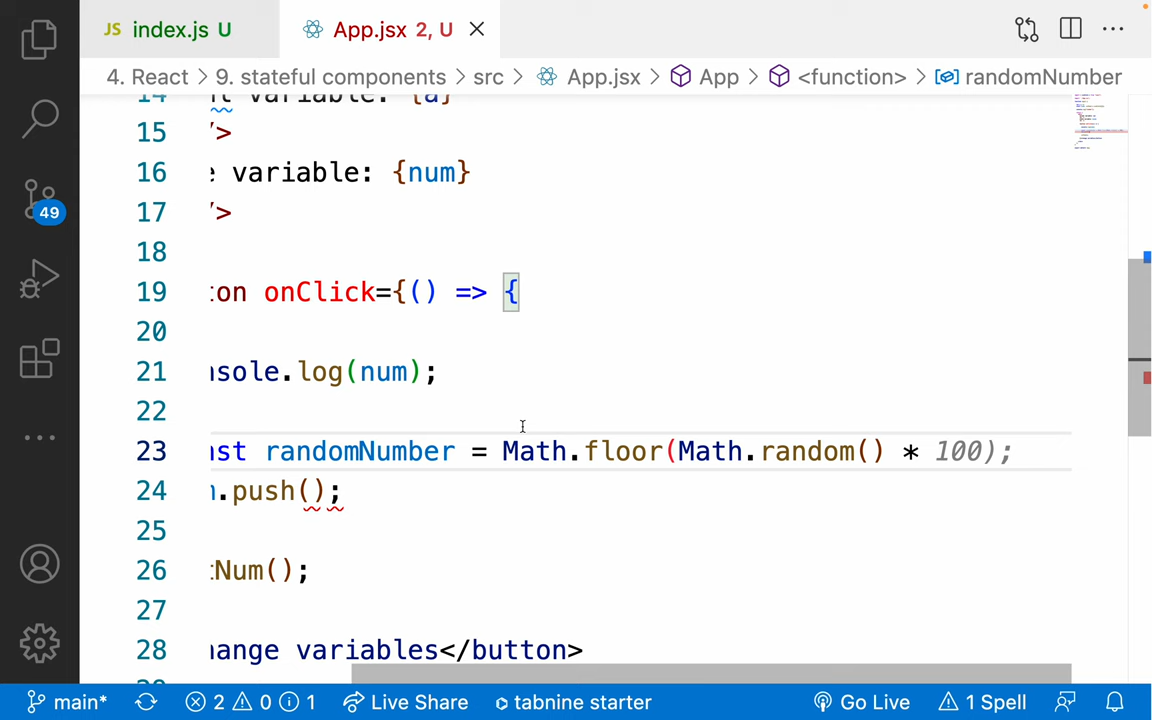 JS index.js U App.jsx 2, U
4. React > 9. stateful components > src > App.jsx > App > <function> > randomNumber
14 variable: {a}
15 />
16 e variable: {num}
17 />
18
19 ton onClick={() => {
20
21 nsole.log(num);
22
23 nst randomNumber = Math.floor(Math.random() * 100);
24 .push();
25
26 tNum();
27
28 hange variables</button>
49
main* 2 0 1 Live Share tabnine starter Go Live 1 Spell